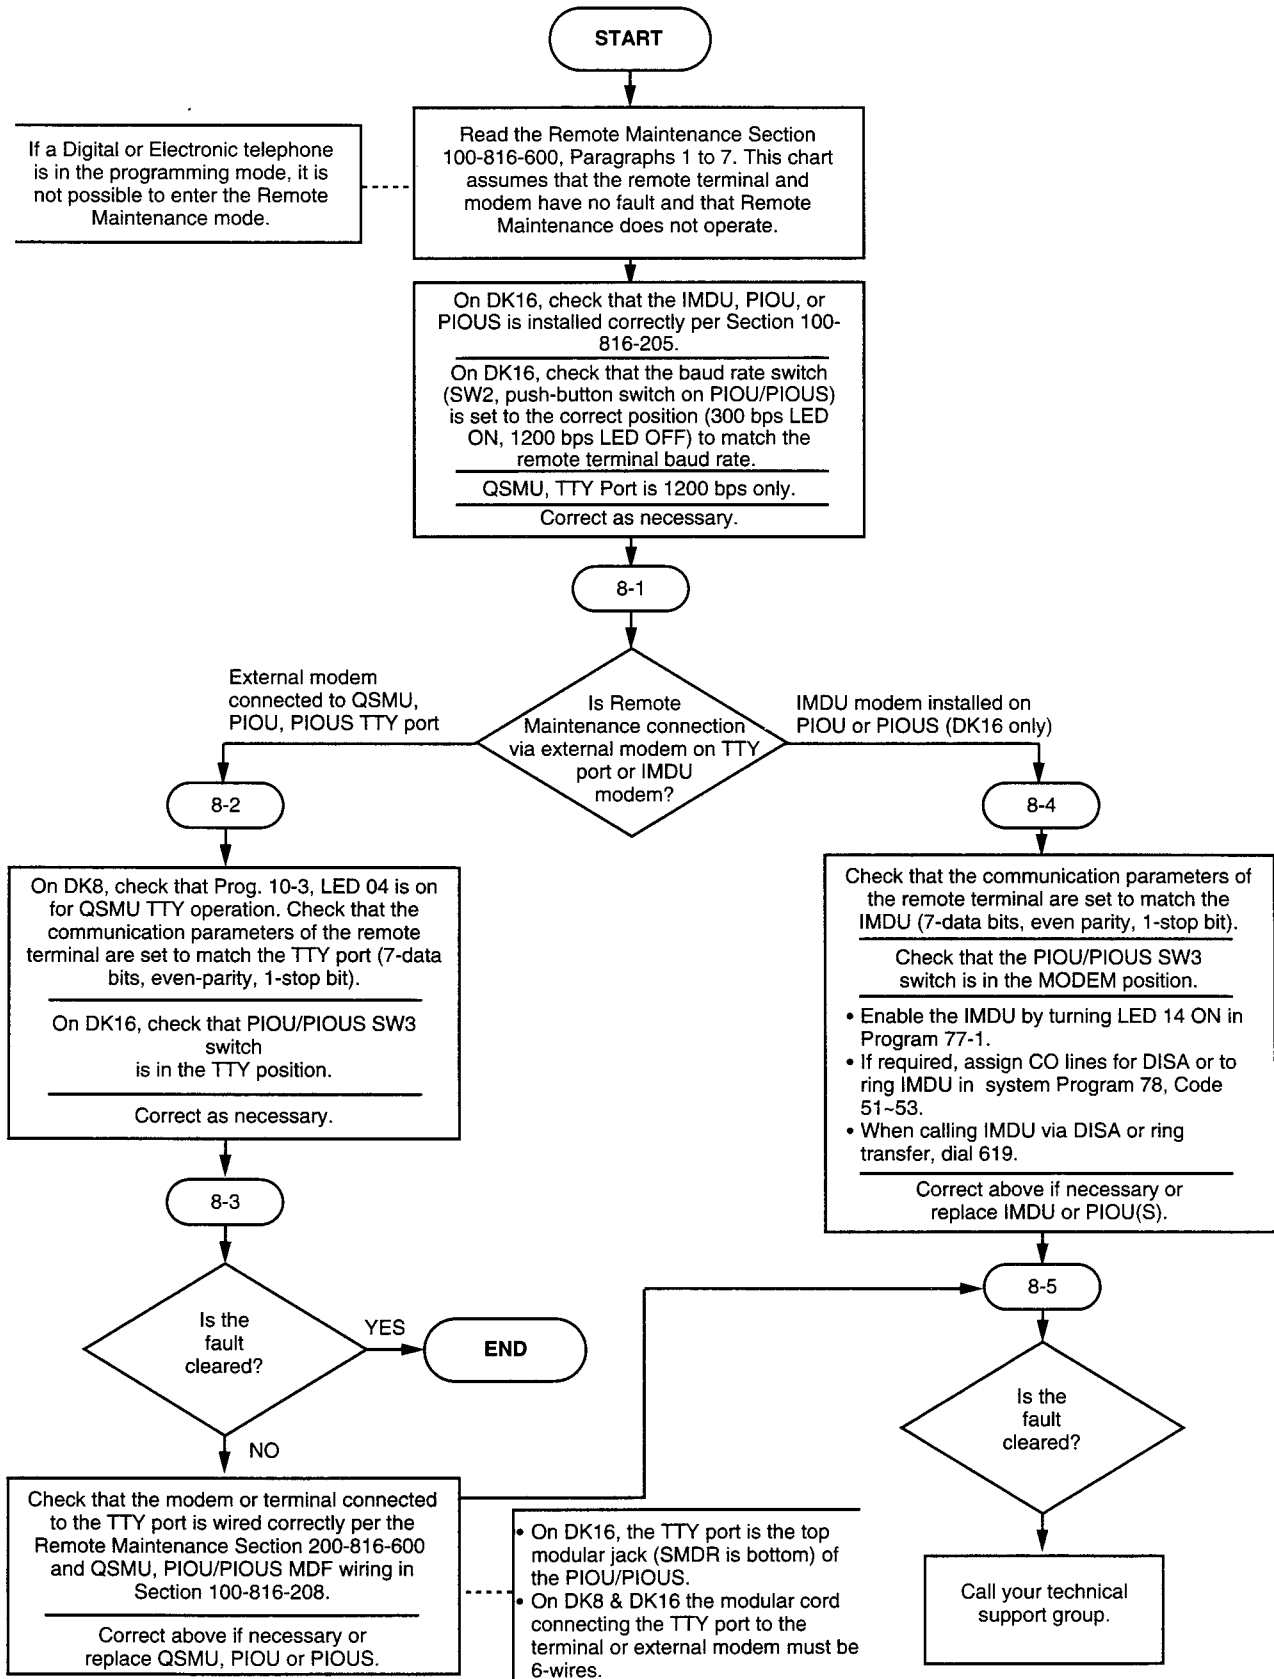 START
If a Digital or Electronic telephone
is in the programming mode, it is
not possible to enter the Remote
Maintenance mode.
Read the Remote Maintenance Section
100-816-600, Paragraphs 1 to 7. This chart
assumes that the remote terminal and
modem have no fault and that Remote
Maintenance does not operate.
On DK16, check that the IMDU, PIOU, or
PIOUS is installed correctly per Section 100-
816-205.
On DK16, check that the baud rate switch
(SW2, push-button switch on PIOU/PIOUS)
is set to the correct position (300 bps LED
ON, 1200 bps LED OFF) to match the
remote terminal baud rate.
QSMU, TTY Port is 1200 bps only.
Correct as necessary.
8-1
External modem
connected to QSMU,
PIOU, PIOUS TTY port
Is Remote
Maintenance connection
via external modem on TTY
port or IMDU
modem?
IMDU modem installed on
PIOU or PIOUS (DK16 only)
8-2
On DK8, check that Prog. 10-3, LED 04 is on
for QSMU TTY operation. Check that the
communication parameters of the remote
terminal are set to match the TTY port (7-data
bits, even-parity, 1-stop bit).
On DK16, check that PIOU/PIOUS SW3
switch
is in the TTY position.
Correct as necessary.
8-3
Is the
fault
cleared?
YES
END
NO
Check that the modem or terminal connected
to the TTY port is wired correctly per the
Remote Maintenance Section 200-816-600
and QSMU, PIOU/PIOUS MDF wiring in
Section 100-816-208.
Correct above if necessary or
replace QSMU, PIOU or PIOUS.
• On DK16, the TTY port is the top
modular jack (SMDR is bottom) of
the PIOU/PIOUS.
• On DK8 & DK16 the modular cord
connecting the TTY port to the
terminal or external modem must be
6-wires.
8-4
Check that the communication parameters of
the remote terminal are set to match the
IMDU (7-data bits, even parity, 1-stop bit).
Check that the PIOU/PIOUS SW3
switch is in the MODEM position.
• Enable the IMDU by turning LED 14 ON in
Program 77-1.
• If required, assign CO lines for DISA or to
ring IMDU in system Program 78, Code
51~53.
• When calling IMDU via DISA or ring
transfer, dial 619.
Correct above if necessary or
replace IMDU or PIOU(S).
8-5
Is the
fault
cleared?
Call your technical
support group.